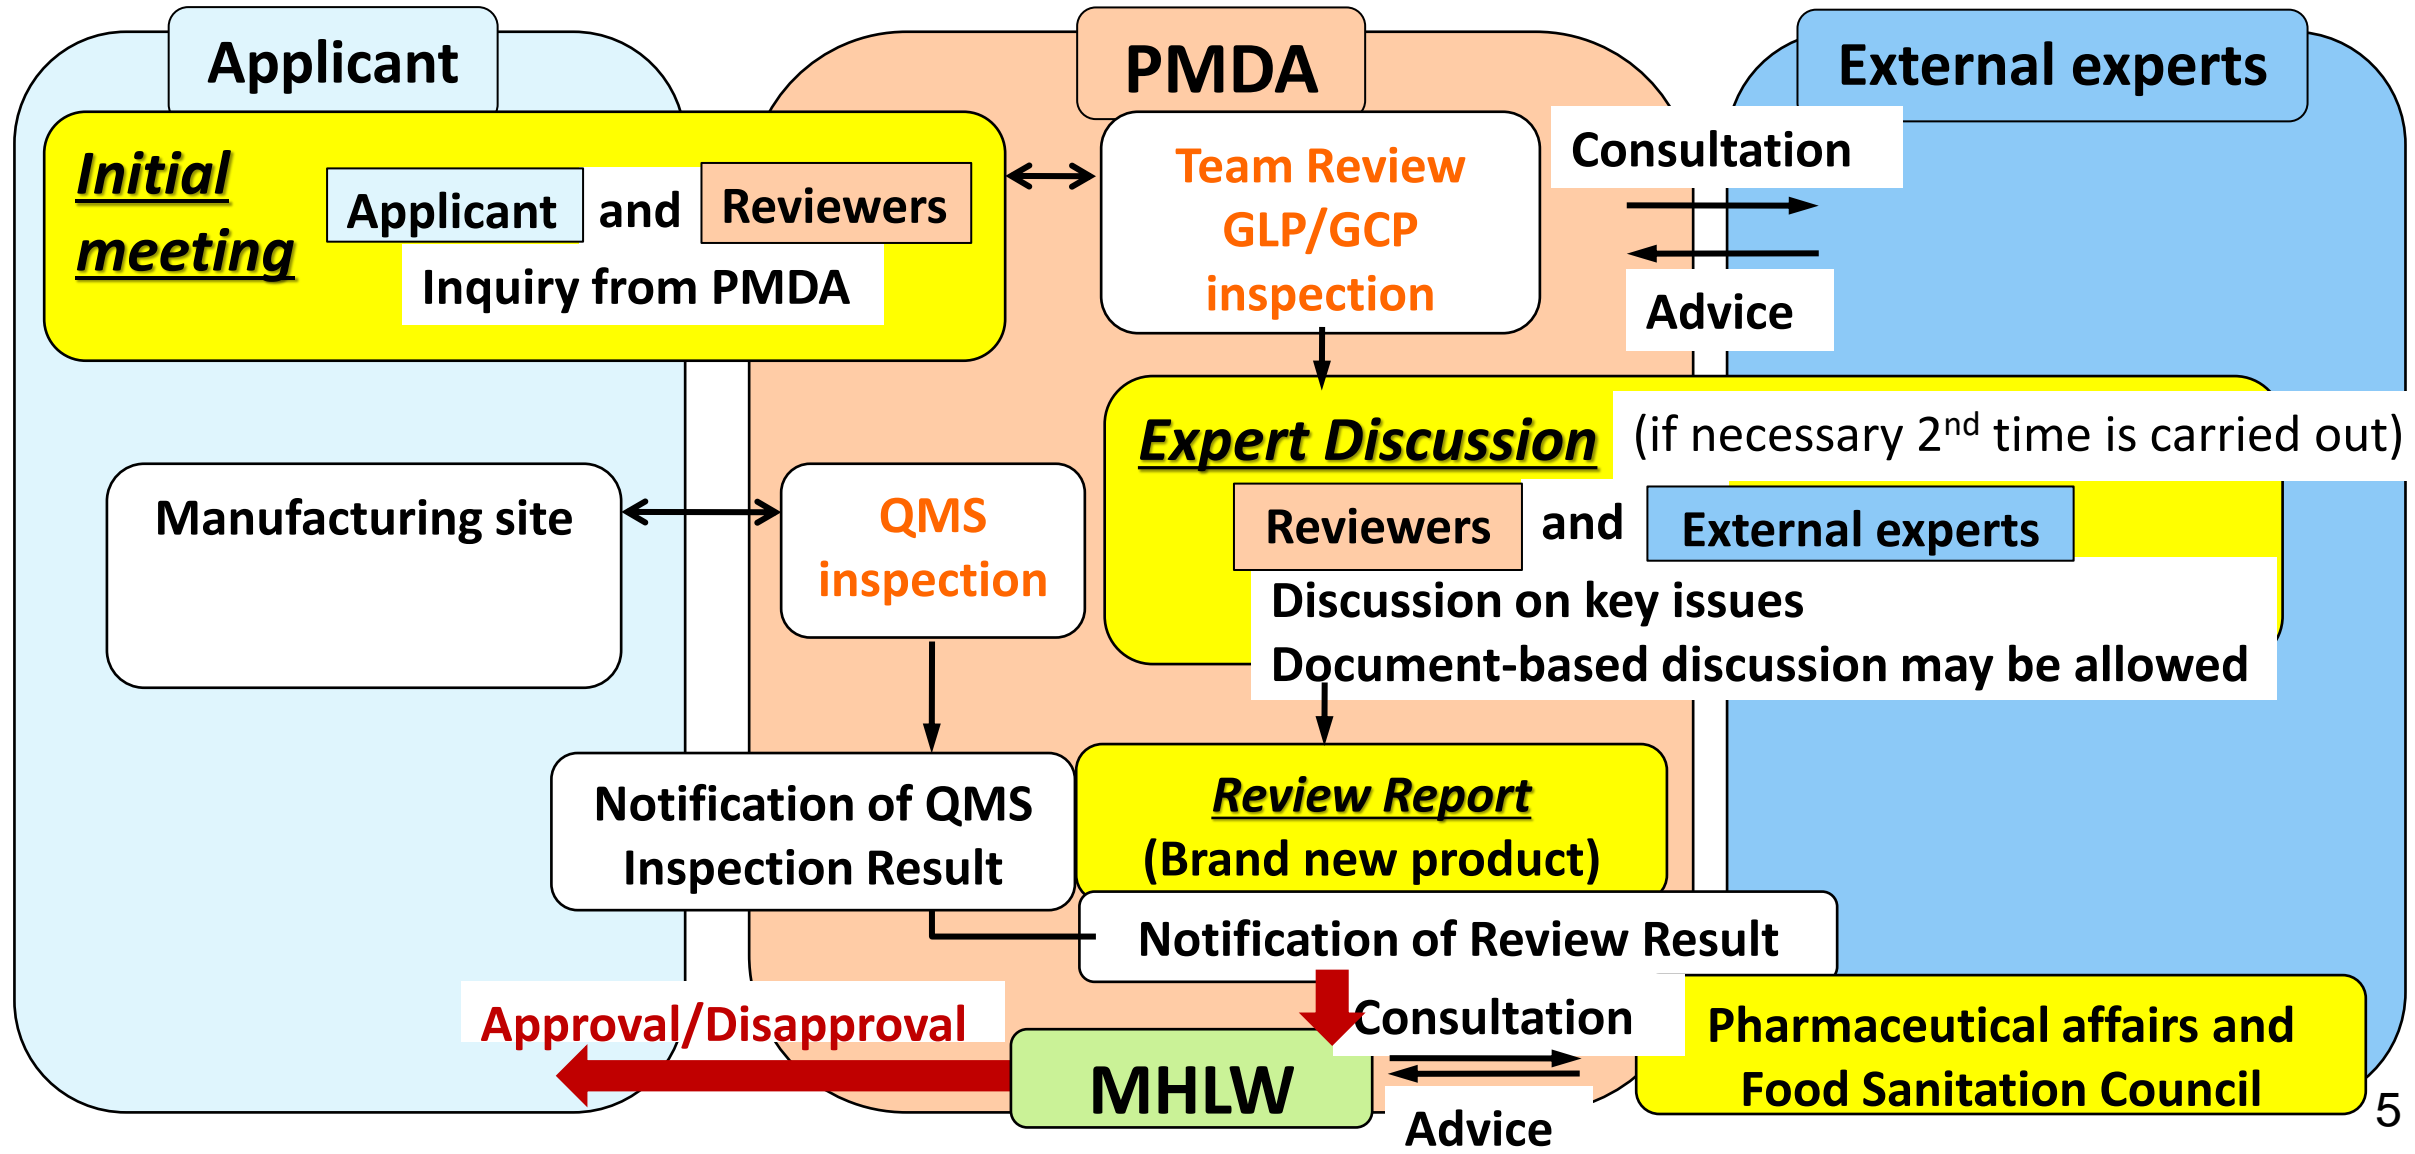 Applicant
PMDA
External experts
Initial
meeting
Applicant and Reviewers
Inquiry from PMDA
Team Review
GLP/GCP
inspection
Consultation
Advice
Expert Discussion (if necessary 2nd time is carried out)
Reviewers and External experts
Discussion on key issues
Document-based discussion may be allowed
Manufacturing site
QMS
inspection
Notification of QMS
Inspection Result
Review Report
(Brand new product)
Notification of Review Result
Approval/Disapproval
MHLW
Consultation
Advice
Pharmaceutical affairs and
Food Sanitation Council
5